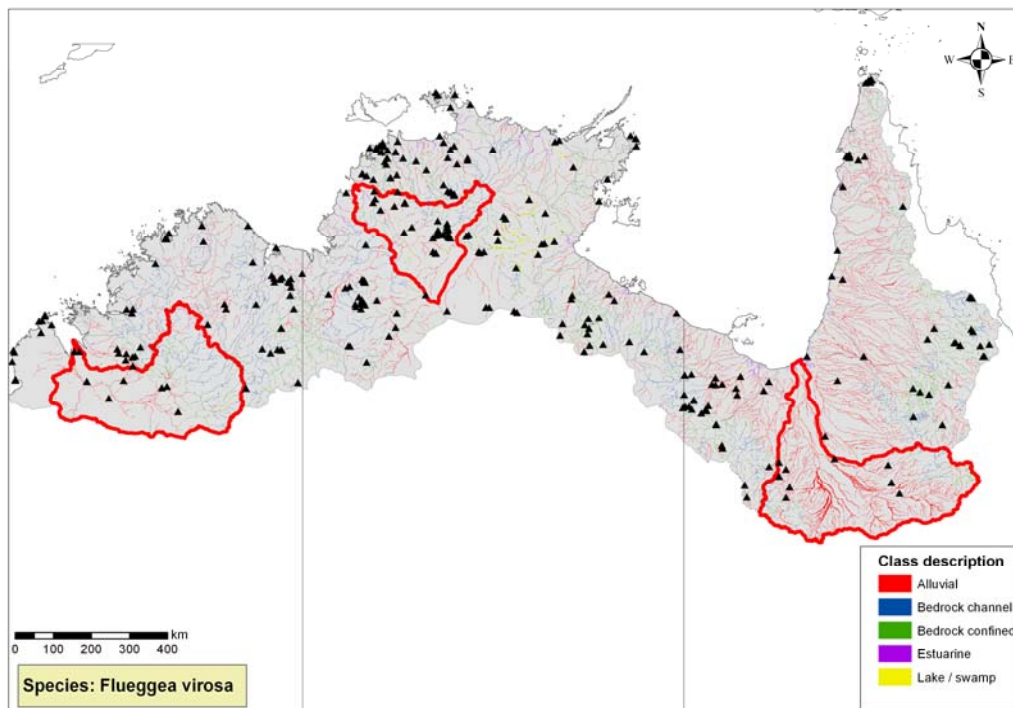 N
W E
S
Class description
Alluvial
Bedrock channel
Bedrock confined
Estuarine
Lake / swamp
km
0 100 200 300 400
Species: Flueggea virosa